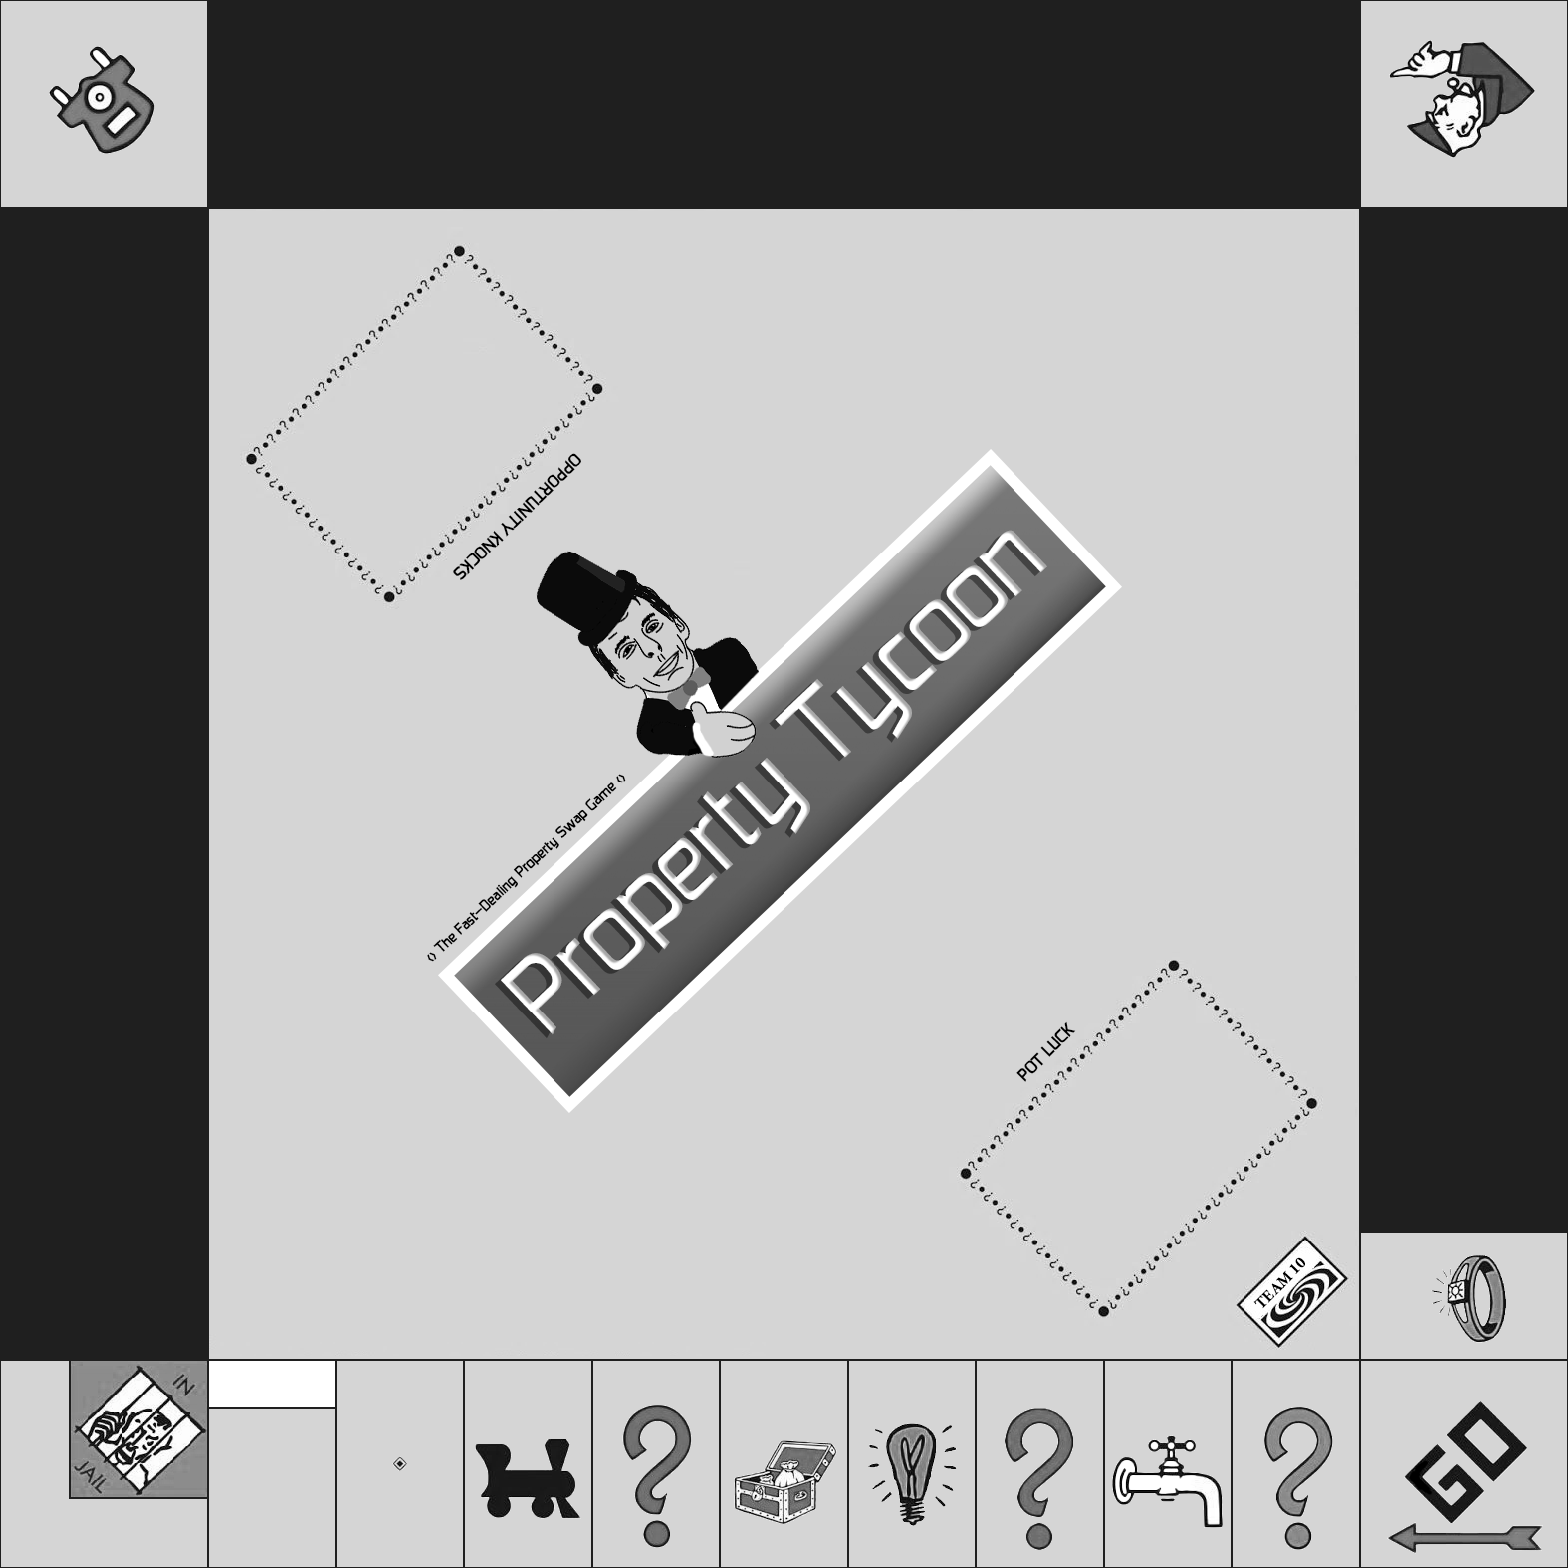 OPPORTUNITY KNOCKS
‹› The Fast-Dealing Property Swap Game ‹›
Property Tycoon
POT LUCK
TEAM 10
IN
JAIL
GO